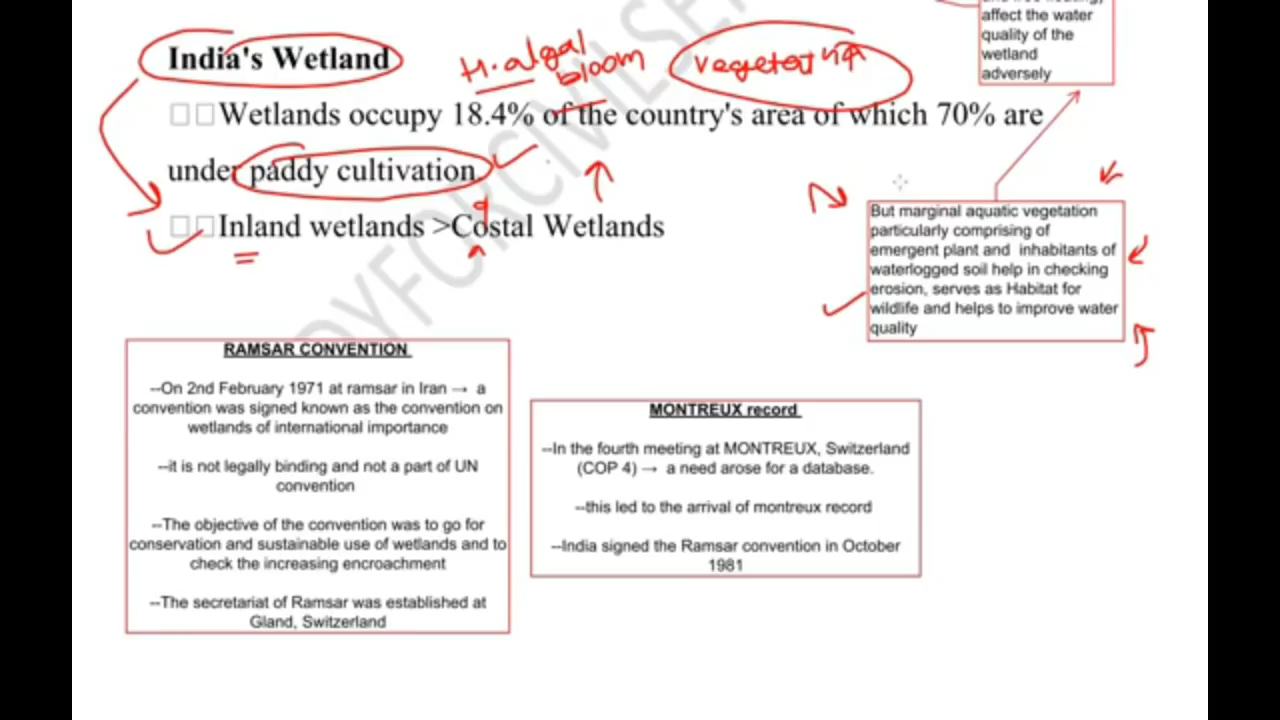 and free floating,
affect the water
quality of the
wetland
adversely
India's Wetland
H. algal
bloom
Wetlands occupy 18.4% of the country's area of which 70% are
under paddy cultivation
Inland wetlands >Costal Wetlands
a
But marginal aquatic vegetation
particularly comprising of
emergent plant and inhabitants of
waterlogged soil help in checking
erosion, serves as Habitat for
wildlife and helps to improve water
quality
RAMSAR CONVENTION
--On 2nd February 1971 at ramsar in Iran → a
convention was signed known as the convention on
wetlands of international importance
--it is not legally binding and not a part of UN
convention
--The objective of the convention was to go for
conservation and sustainable use of wetlands and to
check the increasing encroachment
--The secretariat of Ramsar was established at
Gland, Switzerland
MONTREUX record
--In the fourth meeting at MONTREUX, Switzerland
(COP 4) → a need arose for a database.
--this led to the arrival of montreux record
--India signed the Ramsar convention in October
1981